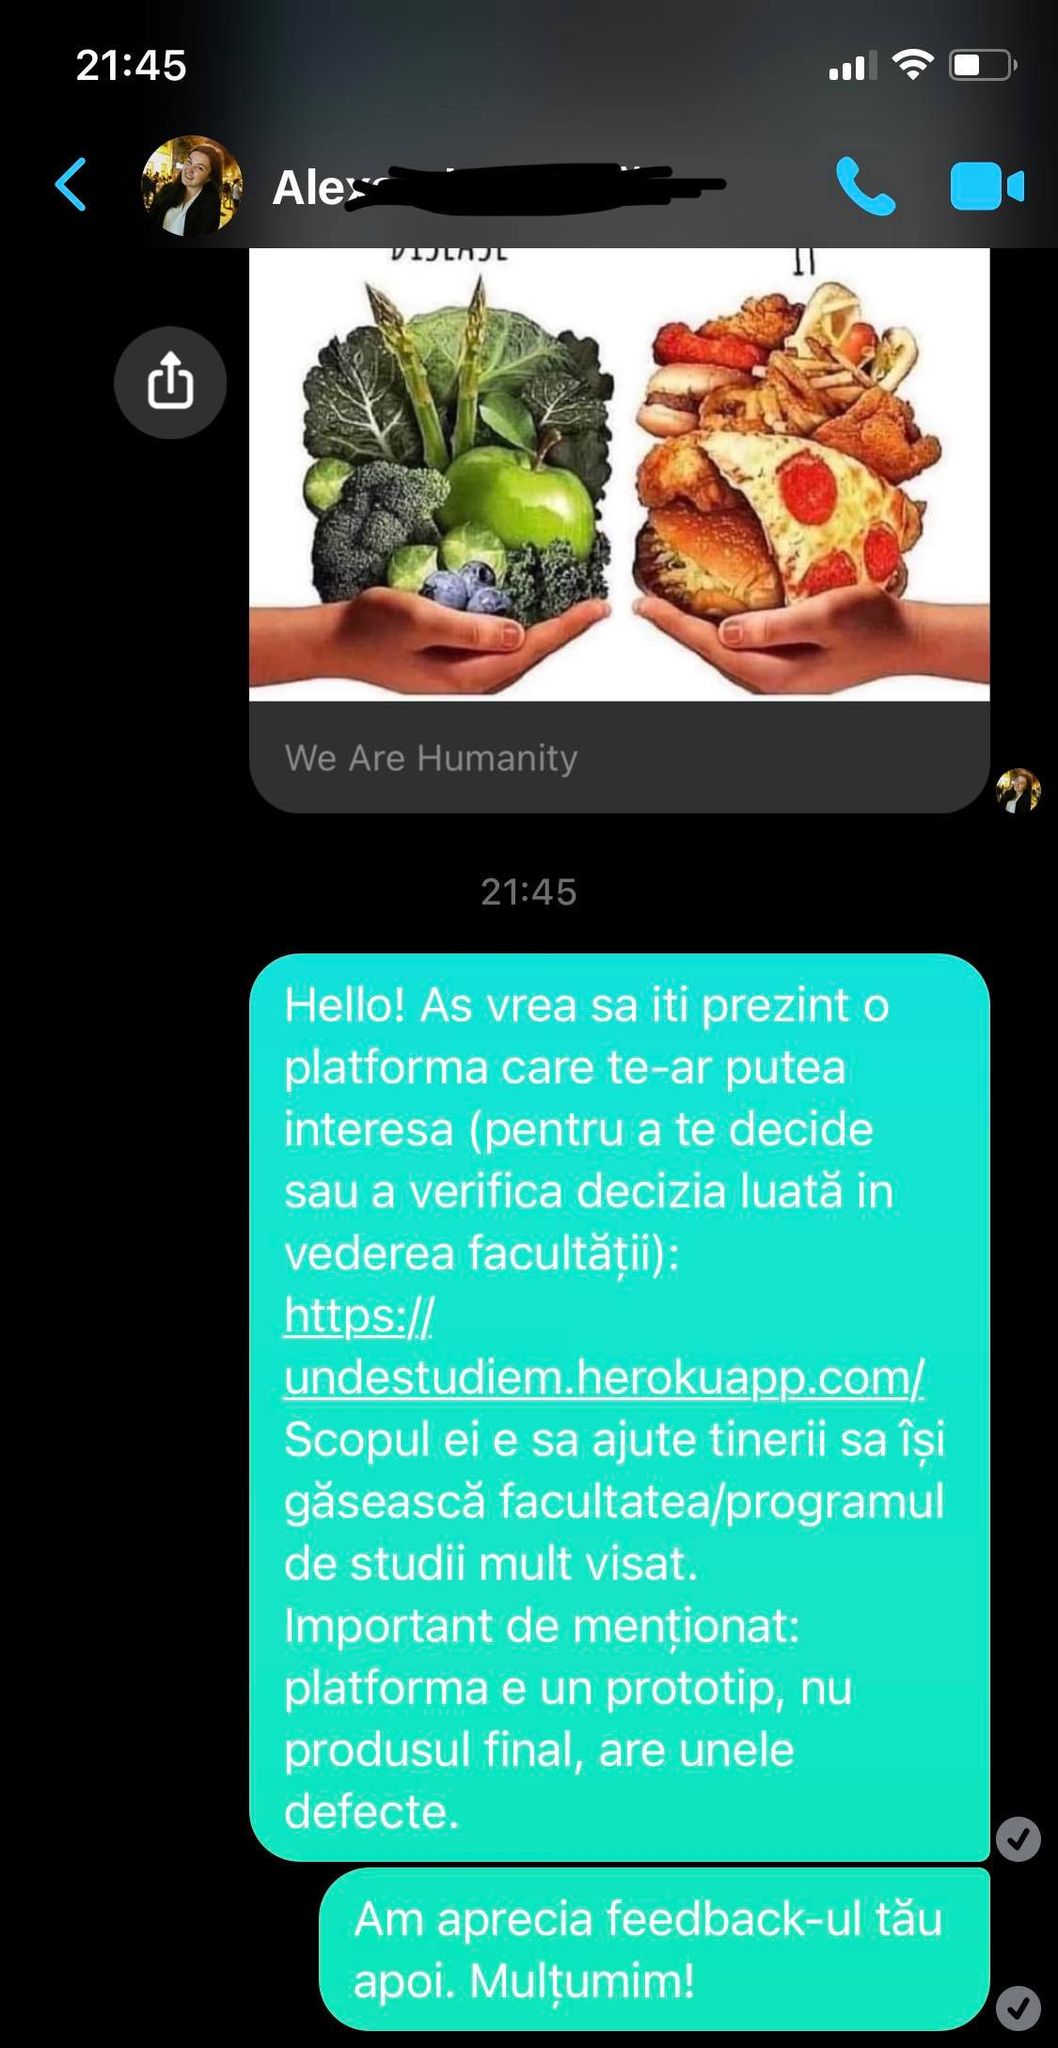 21:45
We Are Humanity
21:45
Hello! As vrea sa iti prezint o
platforma care te-ar putea
interesa (pentru a te decide
sau a verifica decizia luată in
vederea facultății):
https://
undestudiem.herokuapp.com/
Scopul ei e sa ajute tinerii sa își
găsească facultatea/programul
de studii mult visat.
Important de menționat:
platforma e un prototip, nu
produsul final, are unele
defecte.
Am aprecia feedback-ul tău
apoi. Mulțumim!